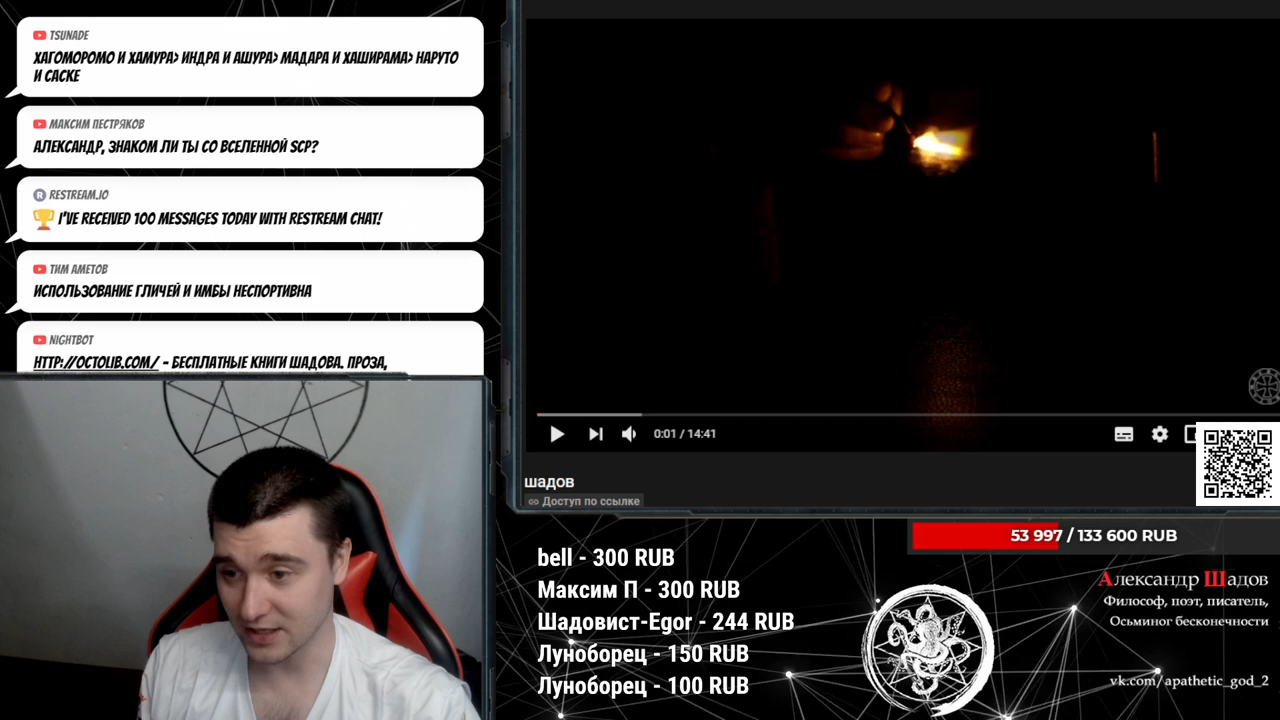 TSUNADE
ХАГОМОРОМО И ХАМУРА> ИНДРА И АШУРА> МАДАРА И ХАШИРАМА> НАРУТО
И САСКЕ
МАКСИМ ПЕСТРЯКОВ
АЛЕКСАНДР, ЗНАКОМ ЛИ ТЫ СО ВСЕЛЕННОЙ SCP?
RESTREAM.IO
I'VE RECEIVED 100 MESSAGES TODAY WITH RESTREAM CHAT!
ТИМ АМЕТОВ
ИСПОЛЬЗОВАНИЕ ГЛИЧЕЙ И ИМБЫ НЕСПОРТИВНА
NIGHTBOT
HTTP://OCTOLIB.COM/ - БЕСПЛАТНЫЕ КНИГИ ШАДОВА. ПРОЗА,
0:01 / 14:41
шадов
Доступ по ссылке
53 997 / 133 600 RUB
bell - 300 RUB
Максим П - 300 RUB
Шадовист-Egor - 244 RUB
Луноборец - 150 RUB
Луноборец - 100 RUB
Александр Шадов
Философ, поэт, писатель,
Осьминог бесконечности
vk.com/apathetic_god_2